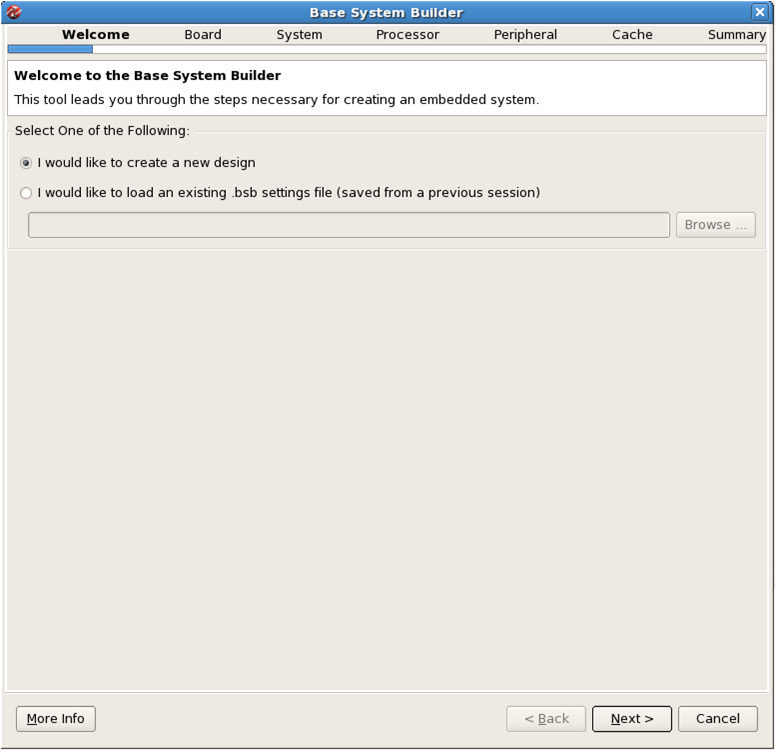 Base System Builder
Welcome Board System Processor Peripheral Cache Summary
Welcome to the Base System Builder
This tool leads you through the steps necessary for creating an embedded system.
Select One of the Following:
I would like to create a new design
I would like to load an existing .bsb settings file (saved from a previous session)
Browse ...
More Info < Back Next > Cancel